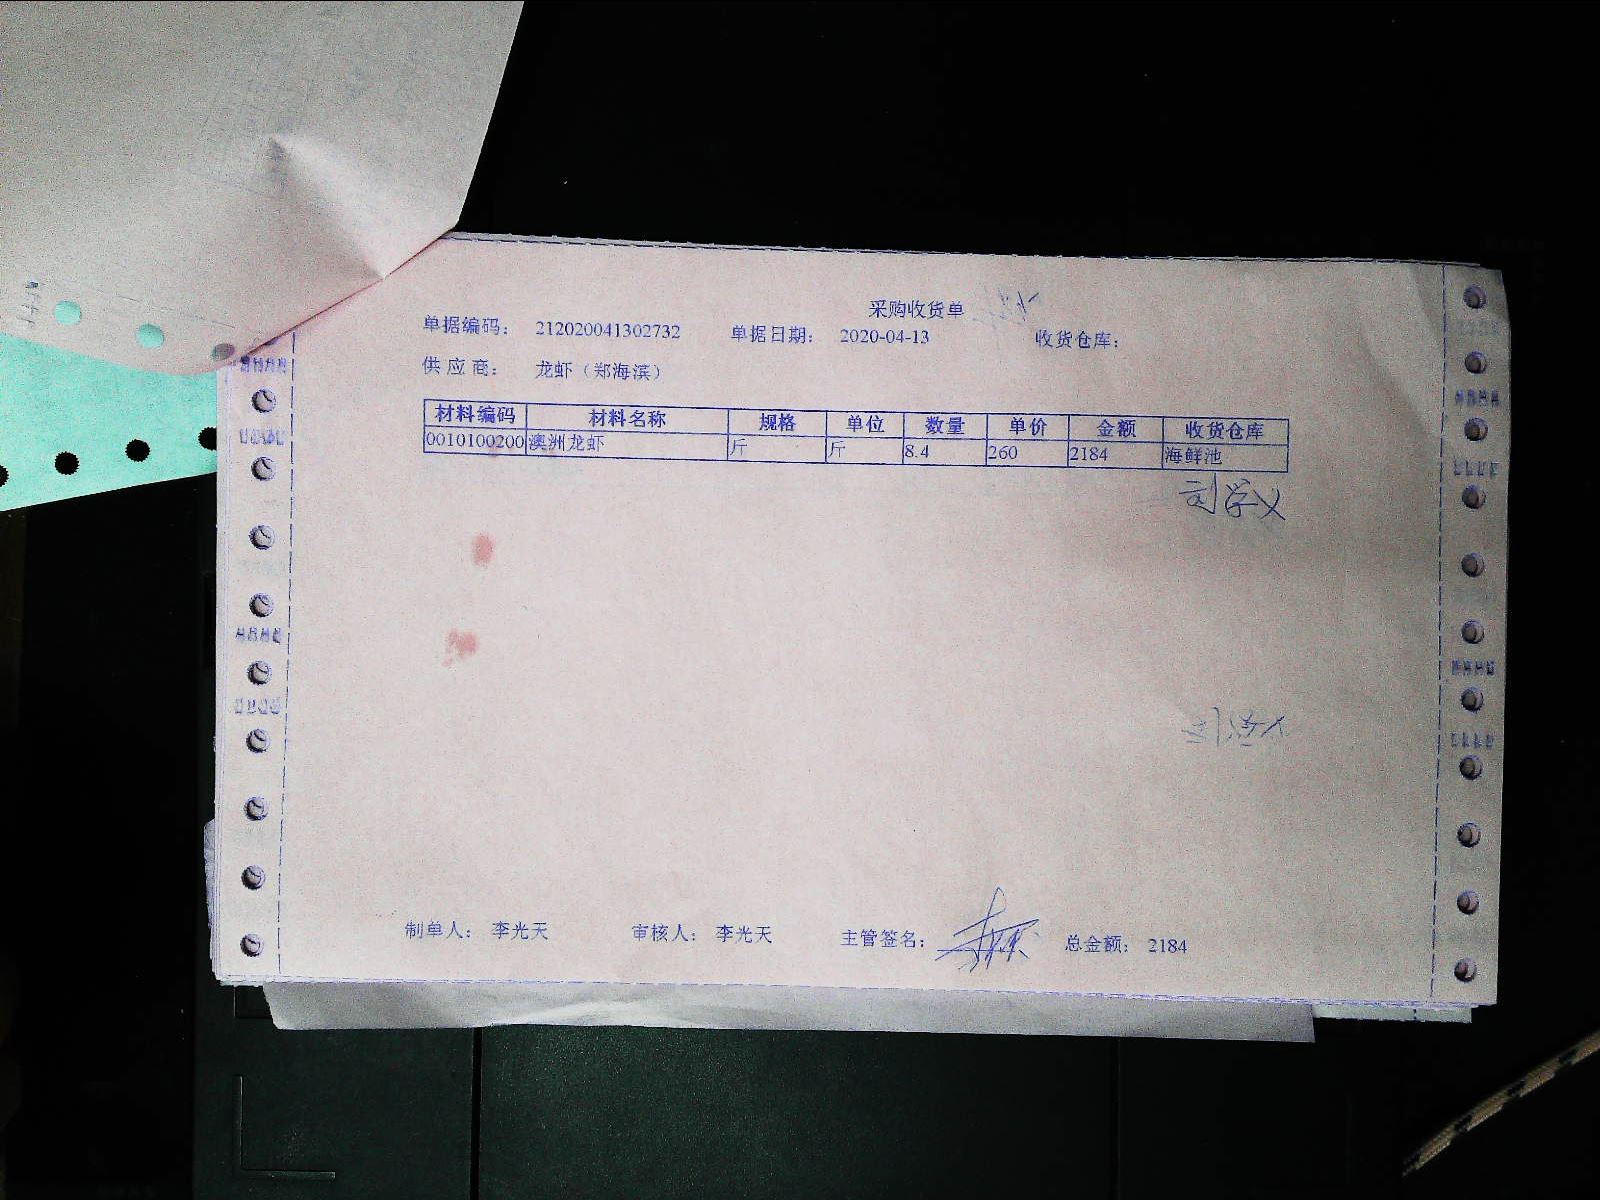 采购收货单
单据编码： 212020041302732 单据日期： 2020-04-13 收货仓库：
供 应 商： 龙虾（郑海滨）
材料编码 材料名称 规格 单位 数量 单价 金额 收货仓库
0010100200 澳洲龙虾 斤 斤 8.4 260 2184 海鲜池
刘学义
制单人： 李光天 审核人： 李光天 主管签名： 总金额： 2184